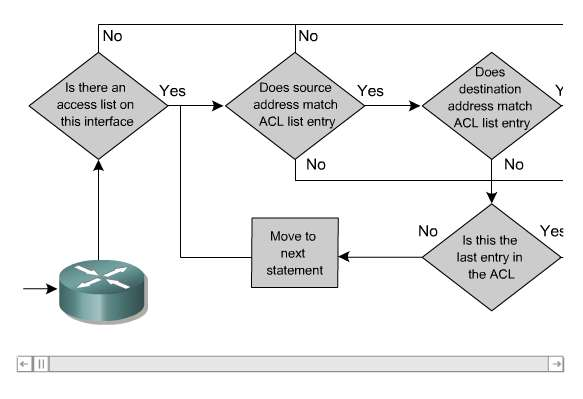 No
No
Is there an
access list on
this interface
Yes
Does source
address match
ACL list entry
Yes
Does
destination
address match
ACL list entry
No
No
Move to
next
statement
No
Is this the
last entry in
the ACL
Yes